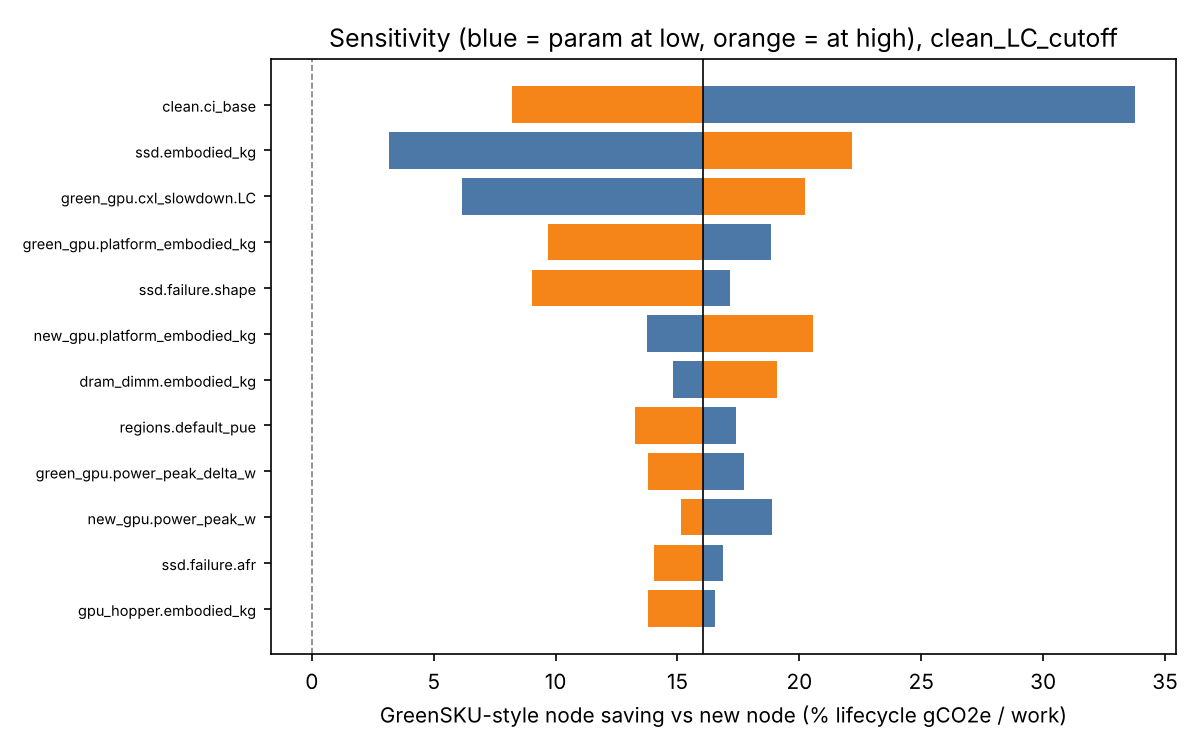 Sensitivity (blue = param at low, orange = at high), clean_LC_cutoff
clean.ci_base
ssd.embodied_kg
green_gpu.cxl_slowdown.LC
green_gpu.platform_embodied_kg
ssd.failure.shape
new_gpu.platform_embodied_kg
dram_dimm.embodied_kg
regions.default_pue
green_gpu.power_peak_delta_w
new_gpu.power_peak_w
ssd.failure.afr
gpu_hopper.embodied_kg
0 5 10 15 20 25 30 35
GreenSKU-style node saving vs new node (% lifecycle gCO2e / work)